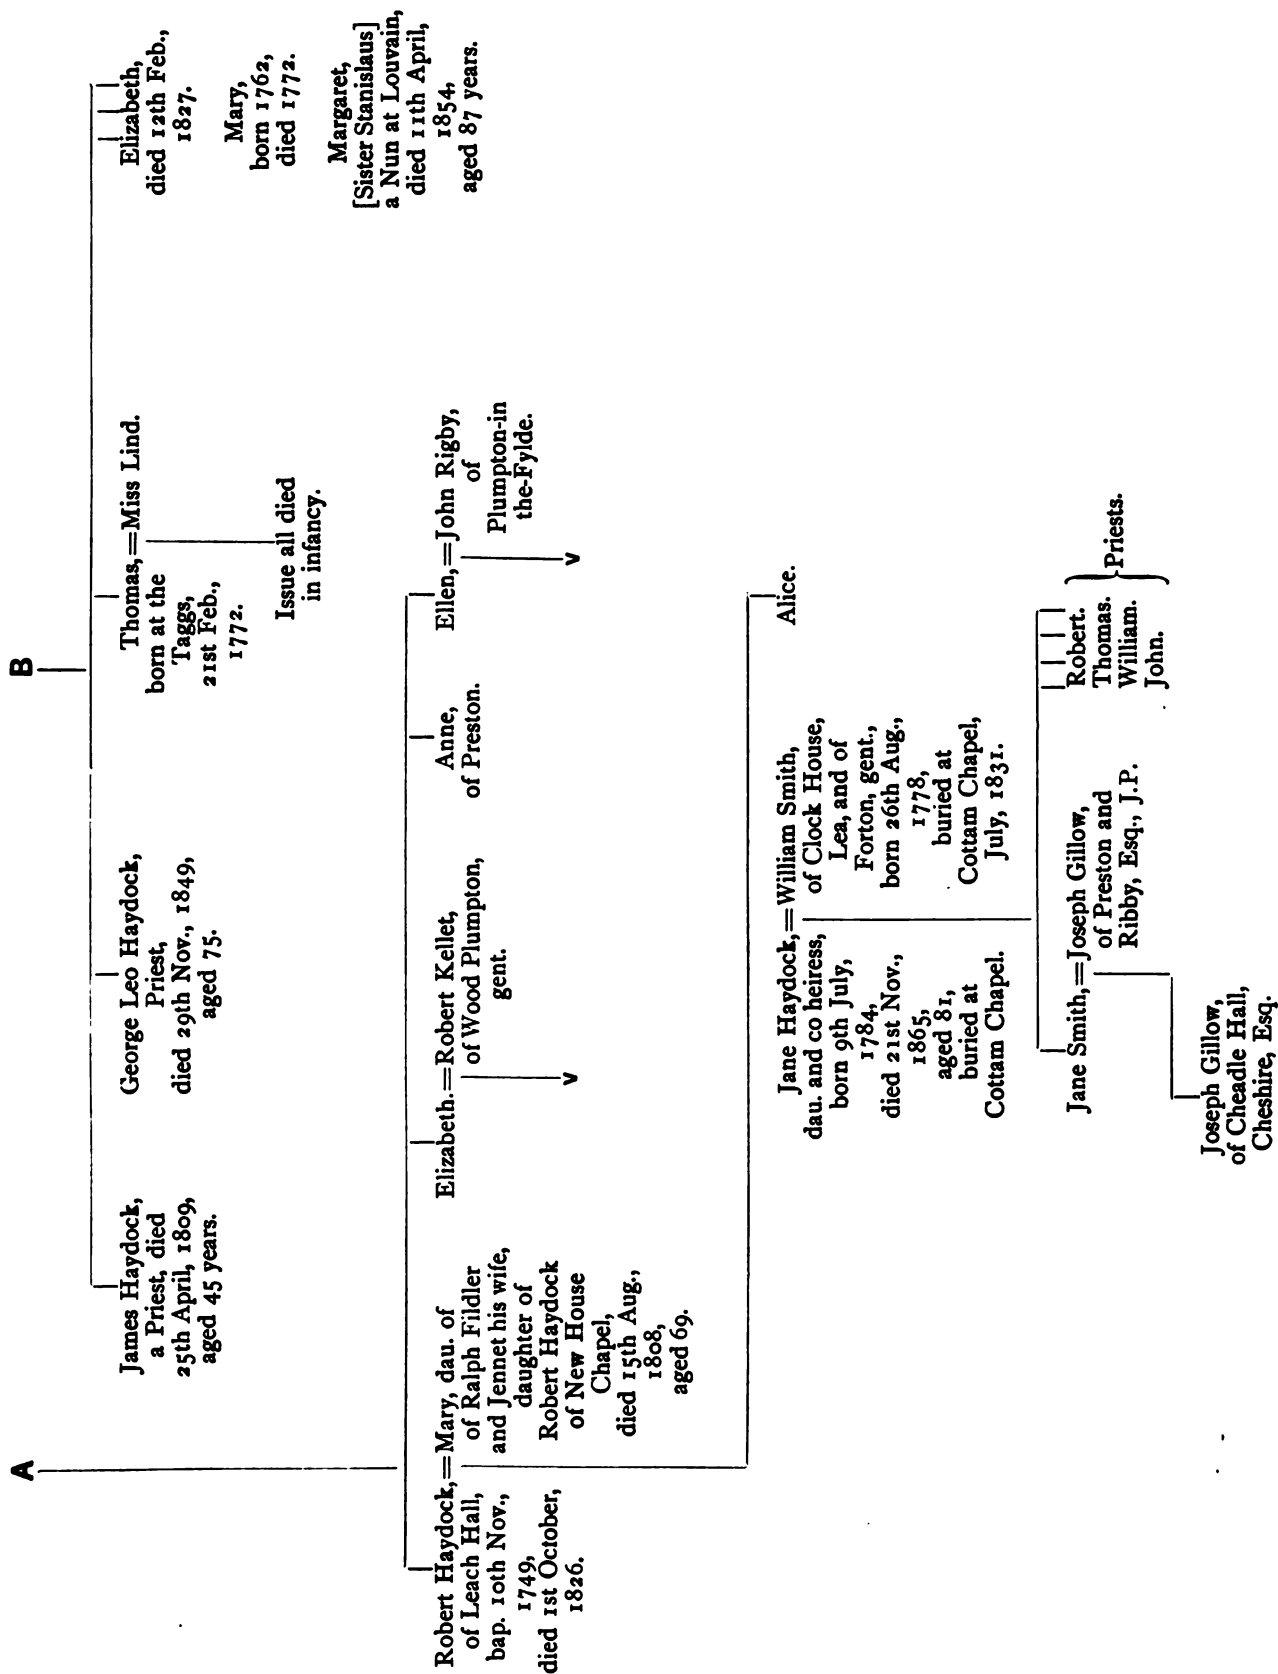 A
B
James Haydock,
a Priest, died
25th April, 1809,
aged 45 years.
George Leo Haydock,
Priest,
died 29th Nov., 1849,
aged 75.
Thomas,=Miss Lind.
born at the
Taggs,
21st Feb.,
1772.
Issue all died
in infancy.
Elizabeth,
died 12th Feb.,
1827.
Mary,
born 1762,
died 1772.
Margaret,
[Sister Stanislaus]
a Nun at Louvain,
died 11th April,
1854,
aged 87 years.
Robert Haydock,=Mary, dau. of
of Leach Hall,
bap. 10th Nov.,
1749,
died 1st October,
1826.
of Ralph Fildler
and Jennet his wife,
daughter of
Robert Haydock
of New House
Chapel,
died 15th Aug.,
1808,
aged 69.
Elizabeth.=Robert Kellet,
of Wood Plumpton,
gent.
v
Anne,
of Preston.
Ellen,=John Rigby,
of
Plumpton-in
the-Fylde.
v
Jane Haydock,=William Smith,
dau. and co heiress,
born 9th July,
1784,
died 21st Nov.,
1865,
aged 81,
buried at
Cottam Chapel.
of Clock House,
Lea, and of
Forton, gent.,
born 26th Aug.,
1778,
buried at
Cottam Chapel,
July, 1831.
Alice.
Jane Smith,=Joseph Gillow,
of Preston and
Ribby, Esq., J.P.
Robert.
Thomas.
William.
John.
Priests.
Joseph Gillow,
of Cheadle Hall,
Cheshire, Esq.